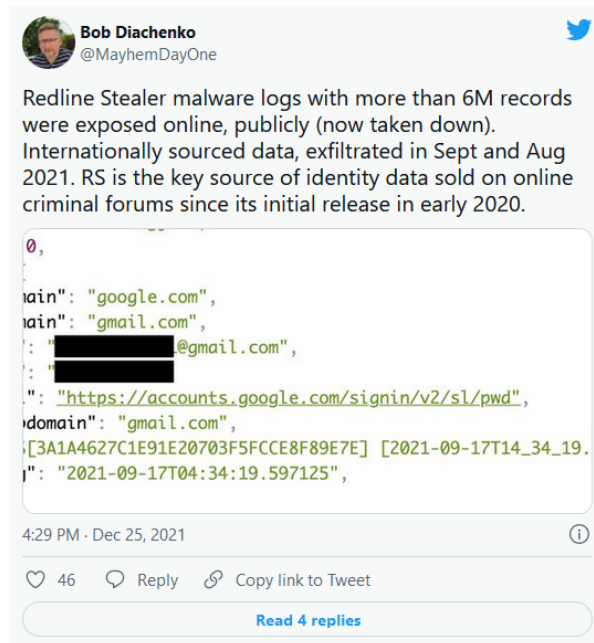 Bob Diachenko
@MayhemDayOne
Redline Stealer malware logs with more than 6M records
were exposed online, publicly (now taken down).
Internationally sourced data, exfiltrated in Sept and Aug
2021. RS is the key source of identity data sold on online
criminal forums since its initial release in early 2020.
0,
ain": "google.com",
ain": "gmail.com",
": "@gmail.com",
": "
": "https://accounts.google.com/signin/v2/sl/pwd",
domain": "gmail.com",
[3A1A4627C1E91E20703F5FCCE8F89E7E] [2021-09-17T14_34_19.
": "2021-09-17T04:34:19.597125",
4:29 PM · Dec 25, 2021
46 Reply Copy link to Tweet
Read 4 replies